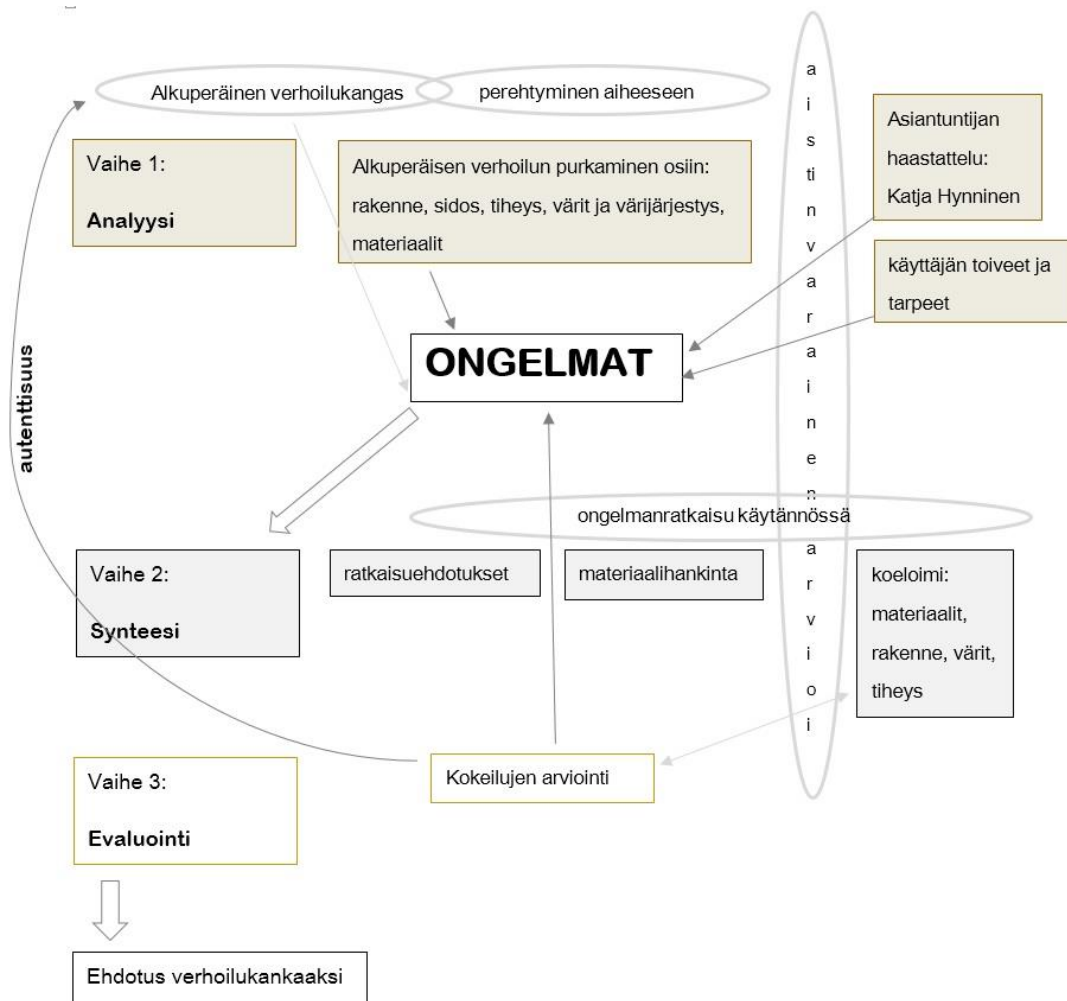 Alkuperäinen verhoilukangas
perehtyminen aiheeseen
Vaihe 1:
Analyysi
Alkuperäisen verhoilun purkaminen osiin:
rakenne, sidos, tiheys, värit ja värijärjestys,
materiaalit
Asiantuntijan
haastattelu:
Katja Hynninen
käyttäjän toiveet ja
tarpeet
aistinvarainen arviointi
ONGELMAT
autenttisuus
ongelmanratkaisu käytännössä
Vaihe 2:
Synteesi
ratkaisuehdotukset
materiaalihankinta
koeloimi:
materiaalit,
rakenne, värit,
tiheys
Vaihe 3:
Evaluointi
Kokeilujen arviointi
Ehdotus verhoilukankaaksi